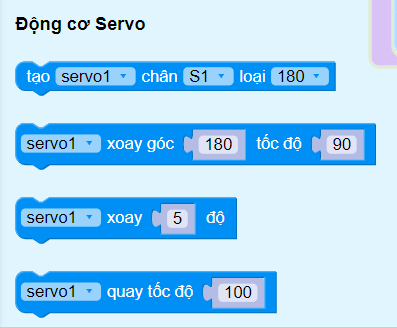 Động cơ Servo
tạo servo1 chân S1 loại 180
servo1 xoay góc 180 tốc độ 90
servo1 xoay 5 độ
servo1 quay tốc độ 100